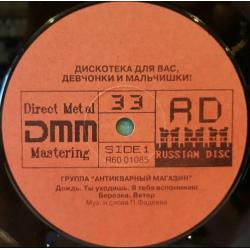 ДИСКОТЕКА ДЛЯ ВАС,
ДЕВЧОНКИ И МАЛЬЧИШКИ!
Direct Metal
DMM
Mastering
33
SIDE 1
R60 01085
RD
RUSSIAN DISC
ГРУППА "АНТИКВАРНЫЙ МАГАЗИН"
Дождь. Ты уходишь. Я тебя вспоминаю
Березка. Ветер
Муз. и слова П.Фадеева